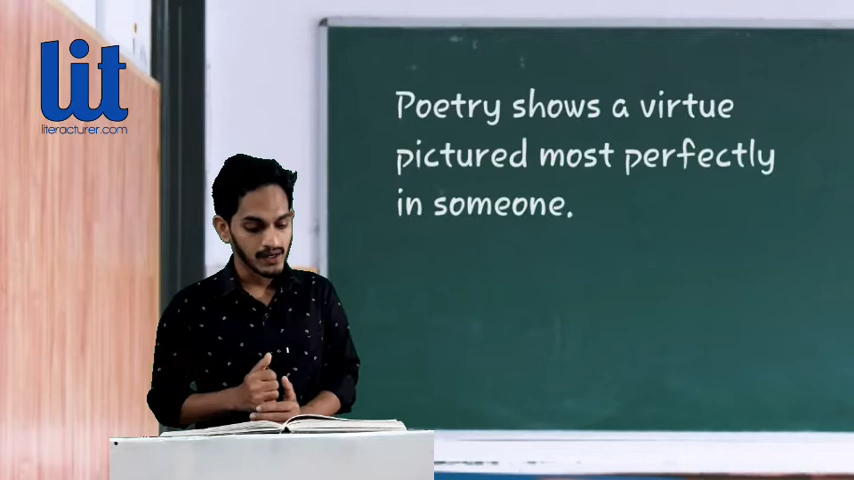 lit
literacturer.com
Poetry shows a virtue
pictured most perfectly
in someone.